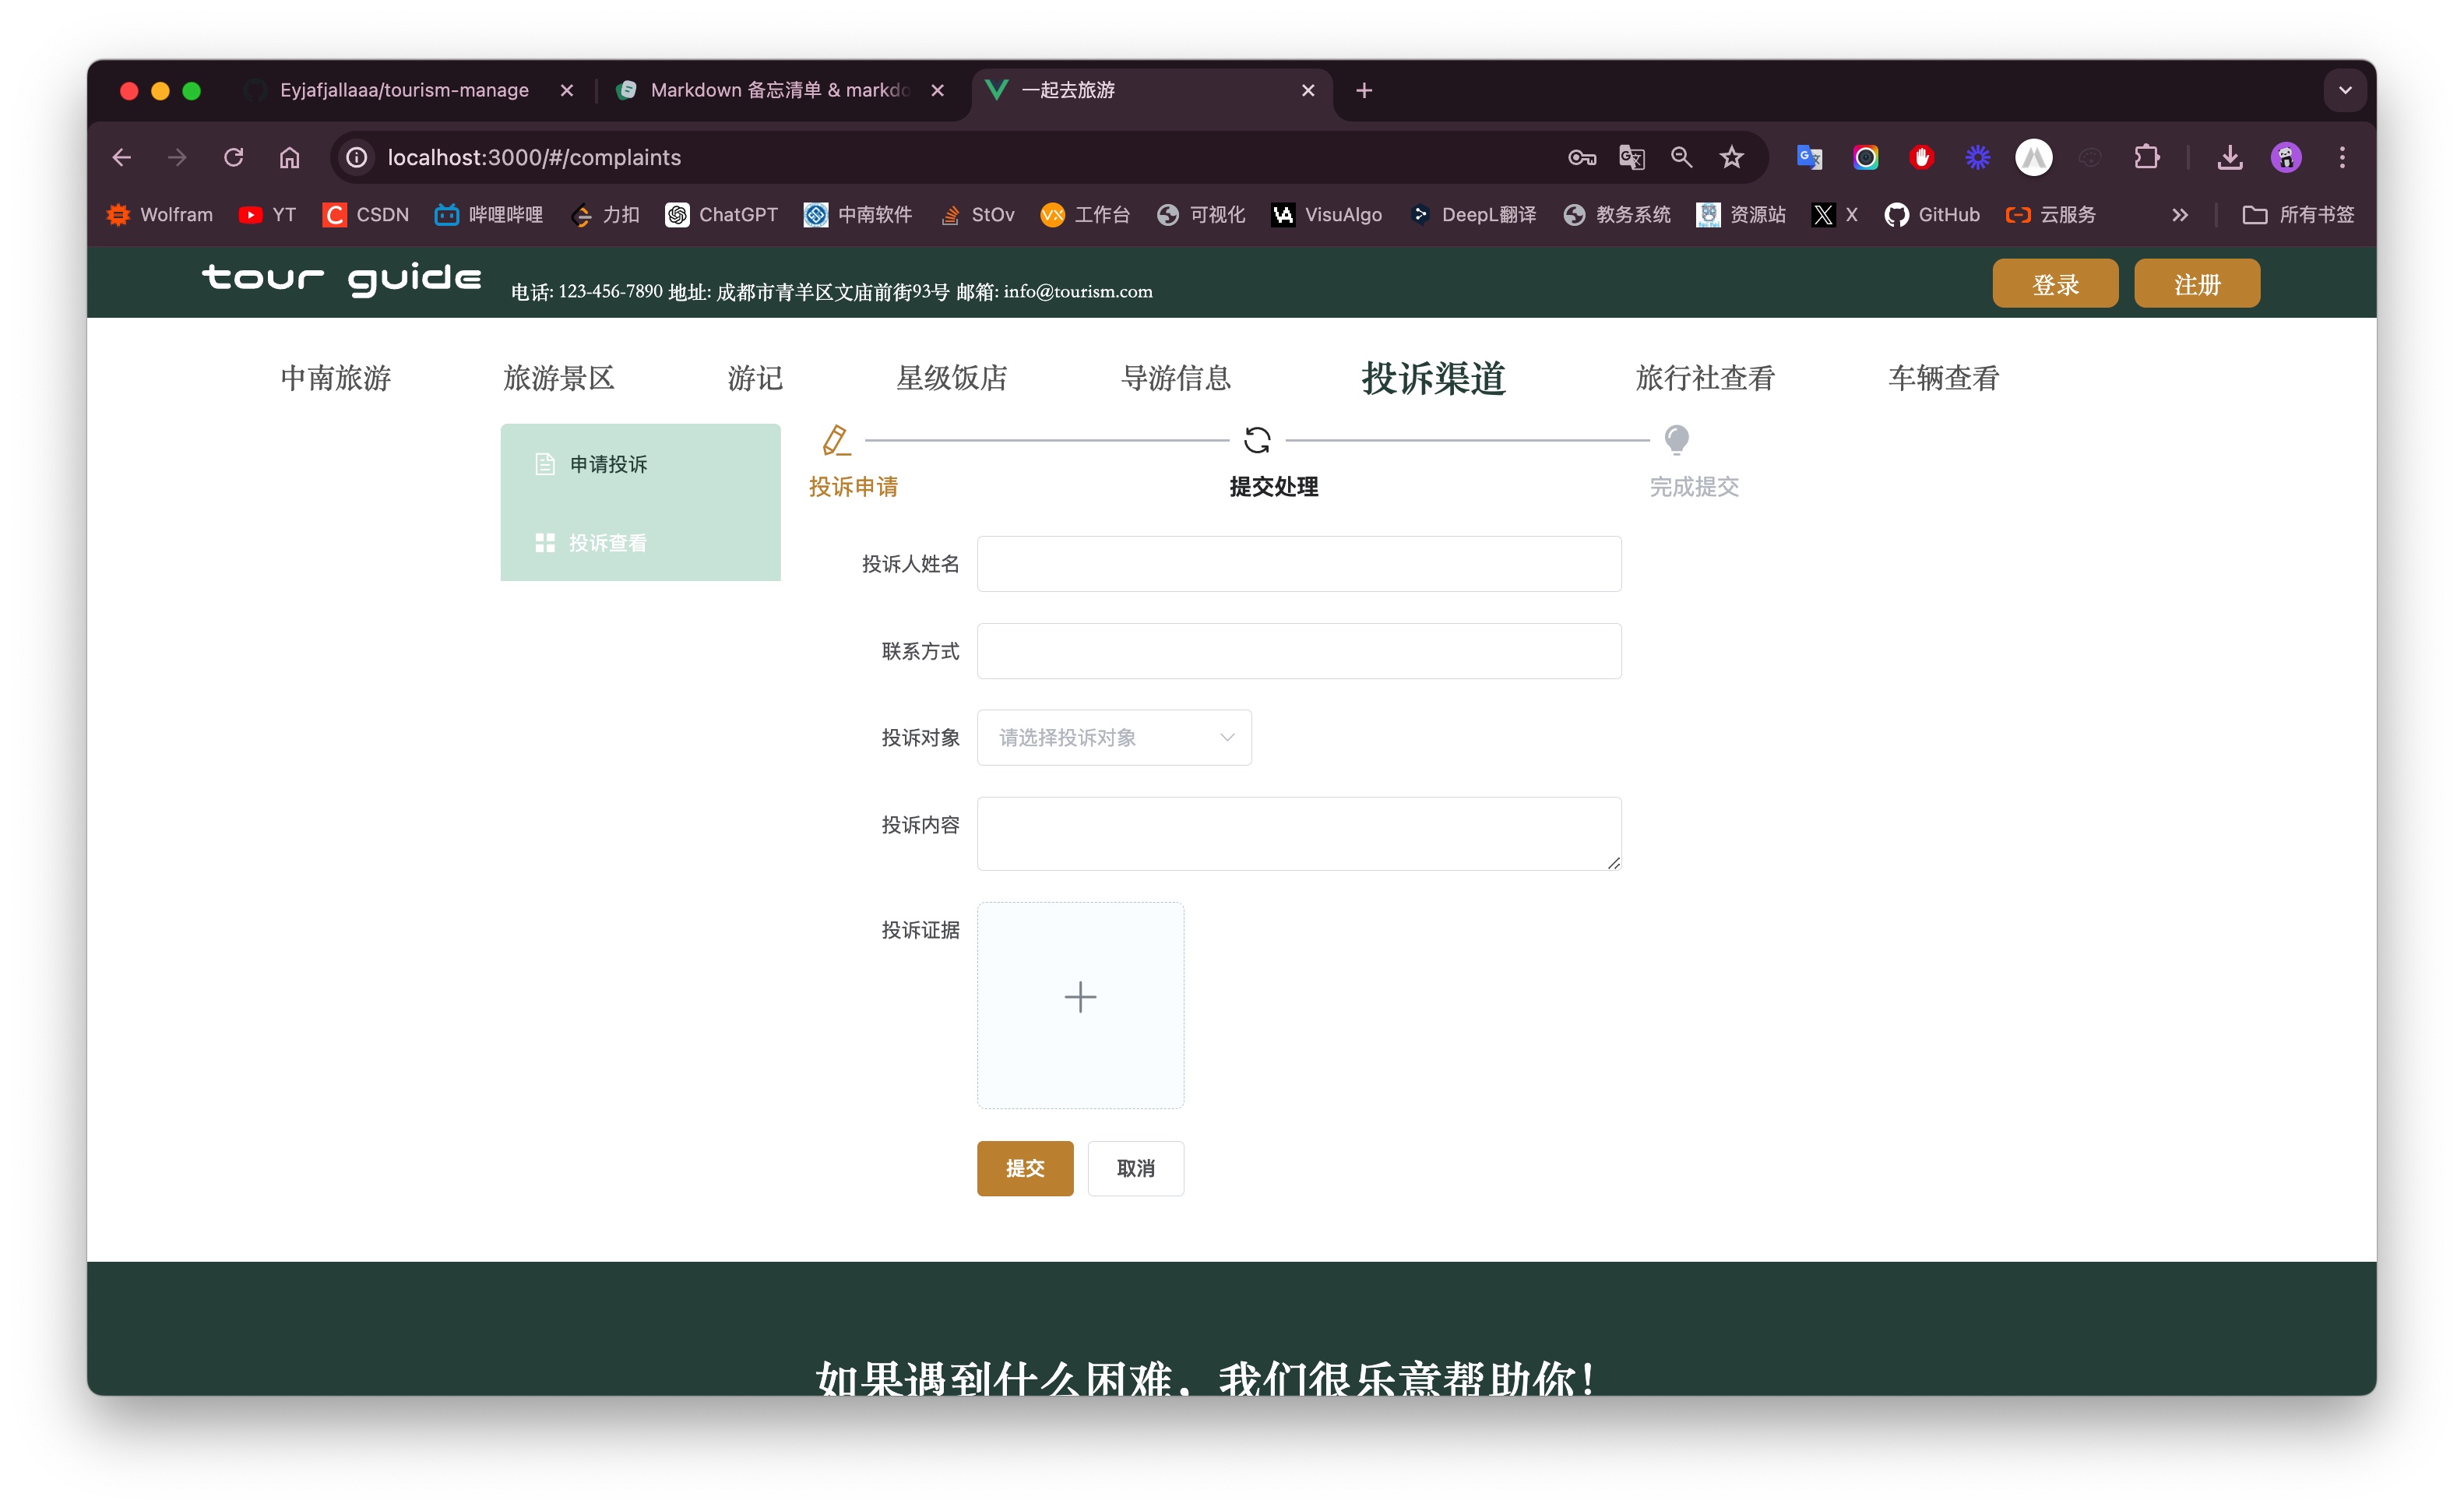 Eyjafjallaaa/tourism-manage
Markdown 备忘清单 & markdo
一起去旅游
localhost:3000/#/complaints
Wolfram YT CSDN 哔哩哔哩 力扣 ChatGPT 中南软件 StOv 工作台 可视化 VisuAlgo DeepL翻译 教务系统 资源站 X GitHub 云服务 所有书签
tour guide 电话: 123-456-7890 地址: 成都市青羊区文庙前街93号 邮箱: info@tourism.com 登录 注册
中南旅游 旅游景区 游记 星级饭店 导游信息 投诉渠道 旅行社查看 车辆查看
申请投诉
投诉查看
投诉申请 提交处理 完成提交
投诉人姓名
联系方式
投诉对象 请选择投诉对象
投诉内容
投诉证据
提交 取消
如果遇到什么困难，我们很乐意帮助你！